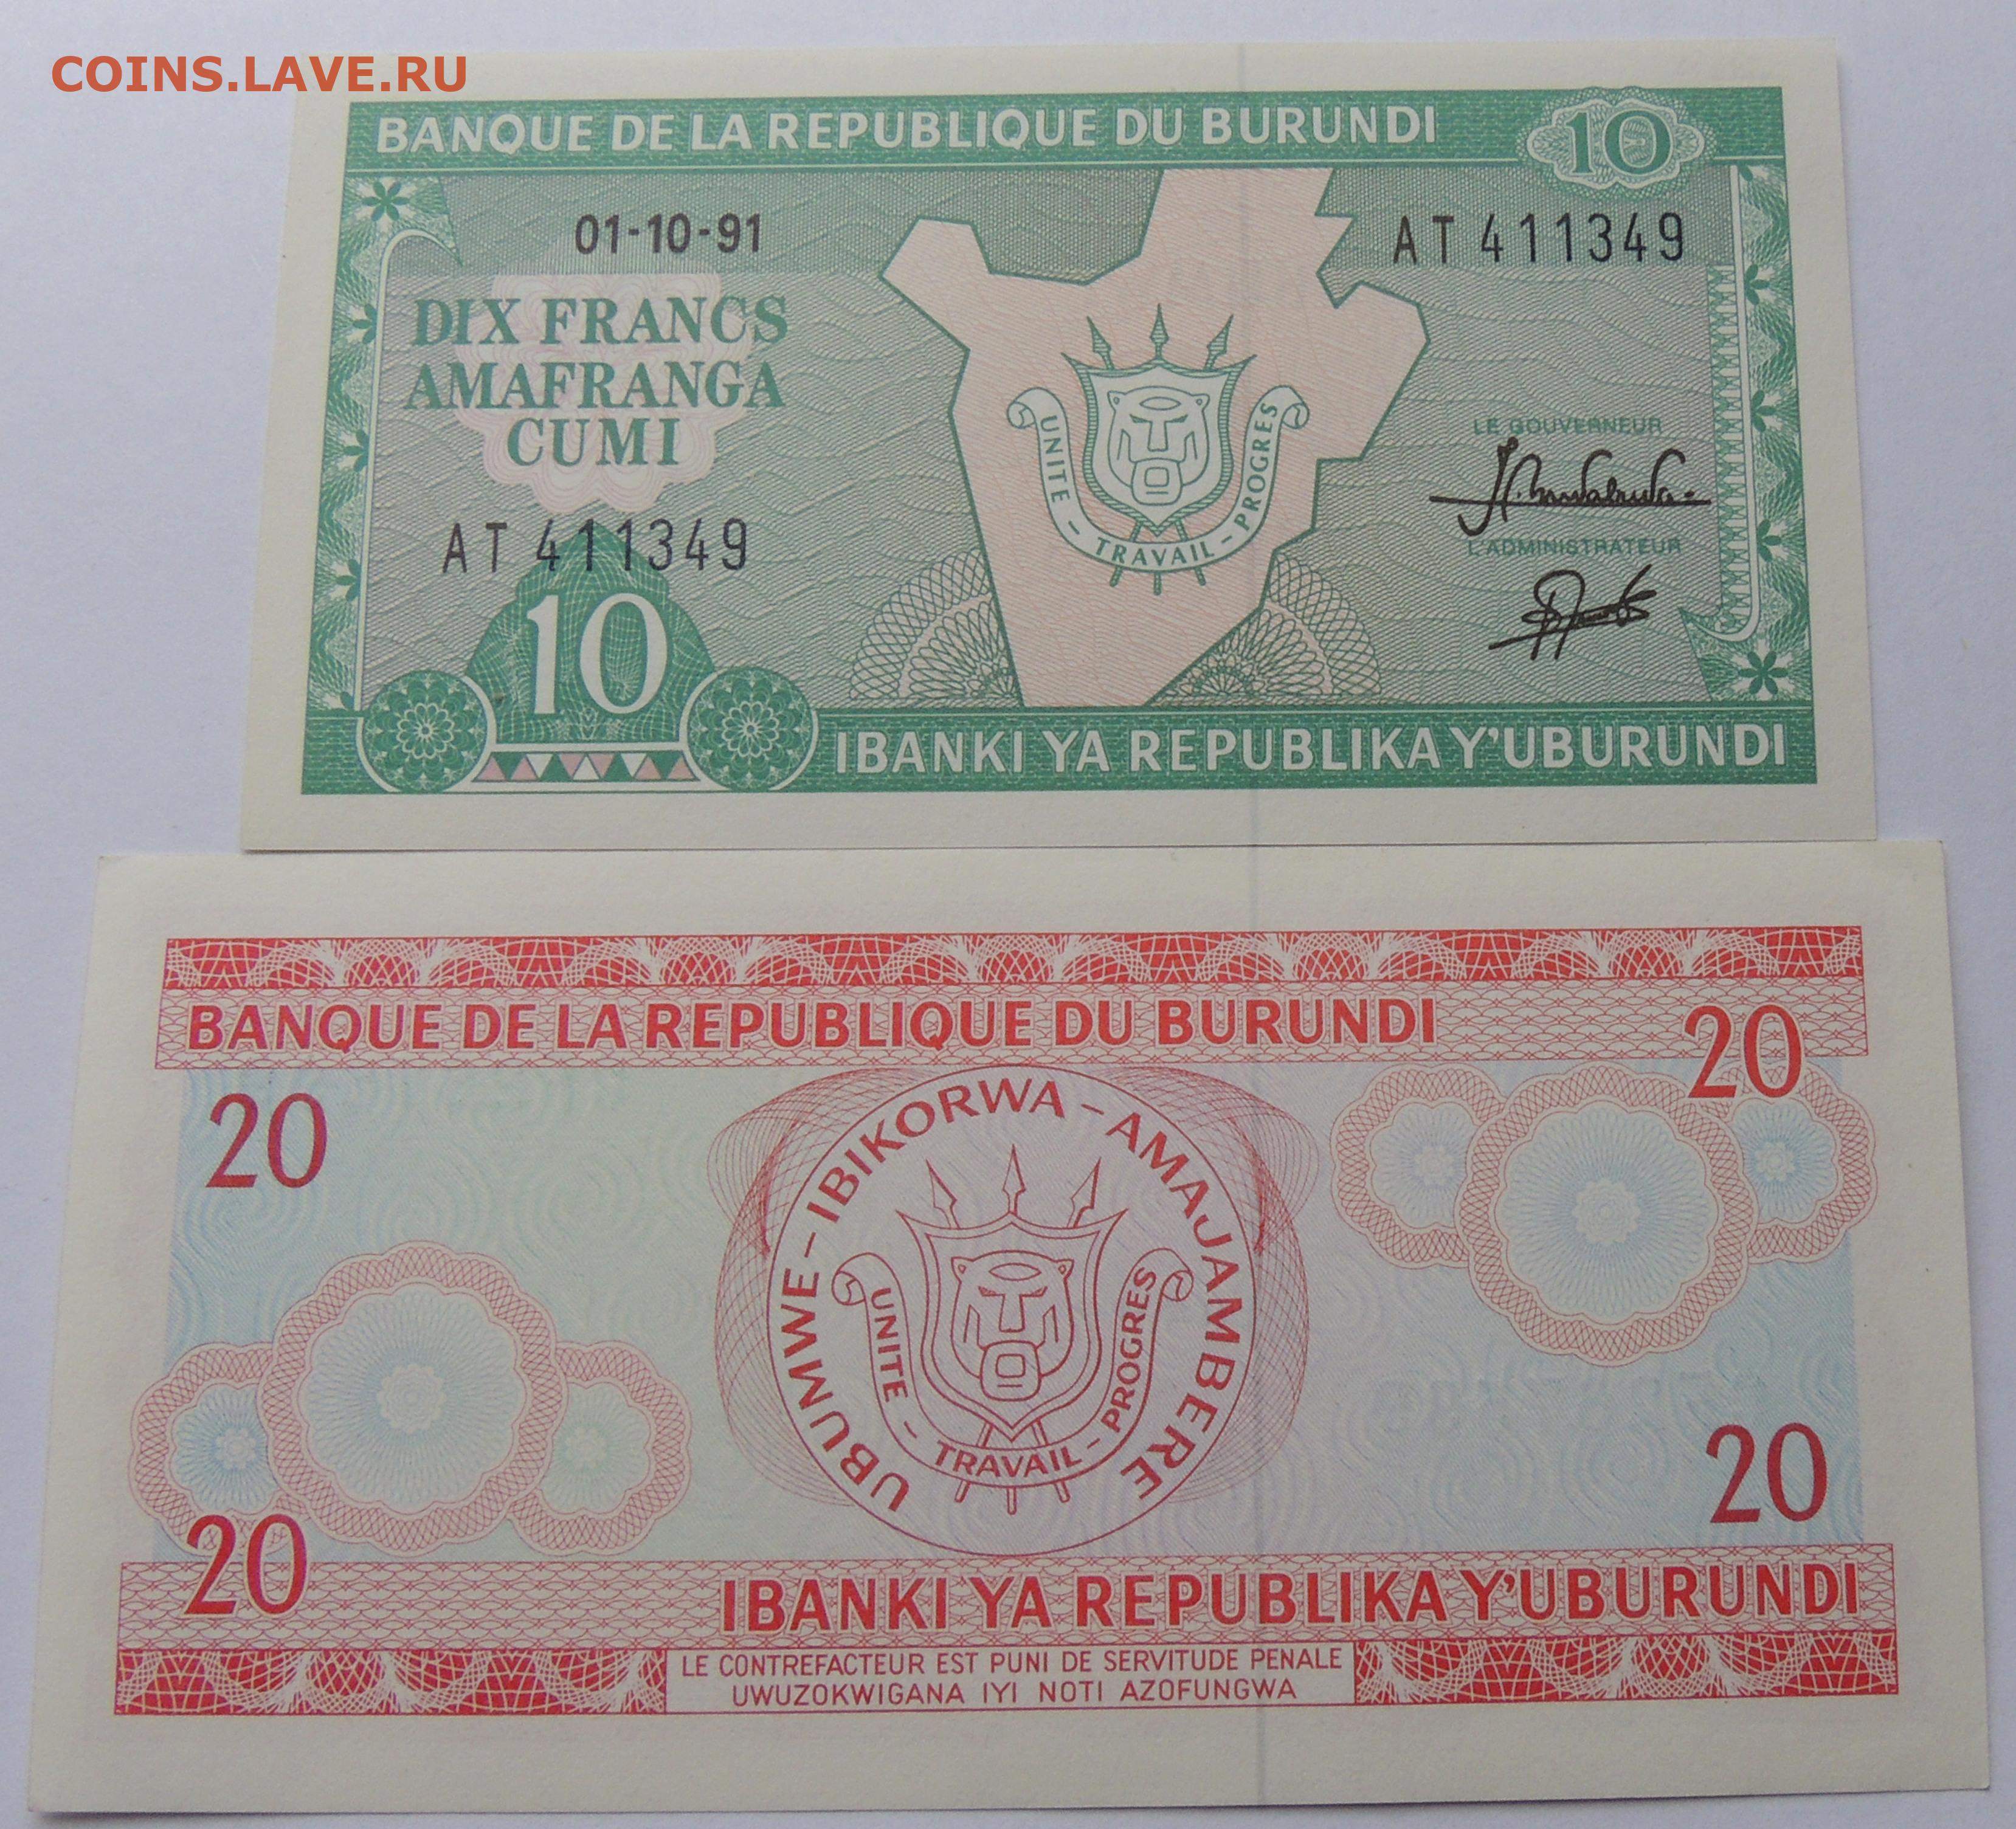 COINS.LAVE.RU
BANQUE DE LA REPUBLIQUE DU BURUNDI
10
01-10-91
AT 411349
DIX FRANCS
AMAFRANGA
CUMI
UNITE - TRAVAIL - PROGRES
LE GOUVERNEUR
L'ADMINISTRATEUR
AT 411349
10
IBANKI YA REPUBLIKA Y'UBURUNDI
BANQUE DE LA REPUBLIQUE DU BURUNDI
20
20
UBUMWE - IBIKORWA - AMAJAMBERE
UNITE - TRAVAIL - PROGRES
20
20
IBANKI YA REPUBLIKA Y'UBURUNDI
LE CONTREFACTEUR EST PUNI DE SERVITUDE PENALE
UWUZOKWIGANA IYI NOTI AZOFUNGWA